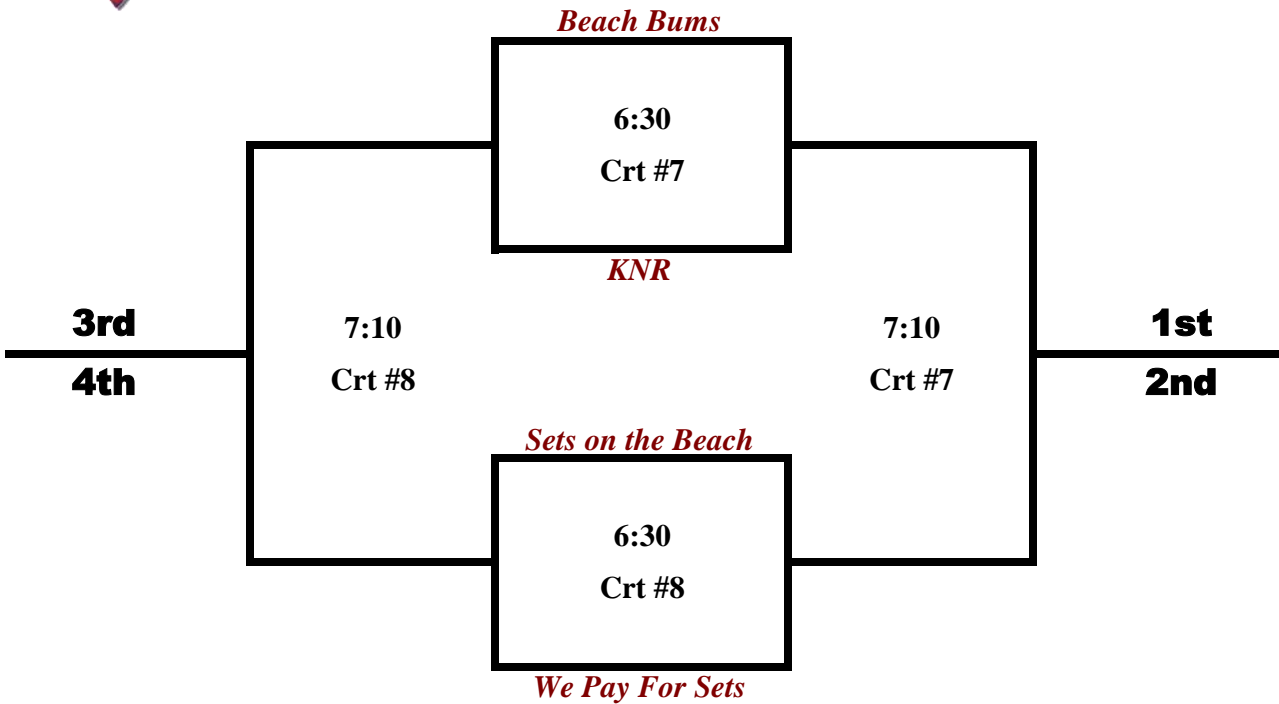 Beach Bums
6:30
Crt #7
KNR
3rd
4th
7:10
Crt #8
7:10
Crt #7
1st
2nd
Sets on the Beach
6:30
Crt #8
We Pay For Sets